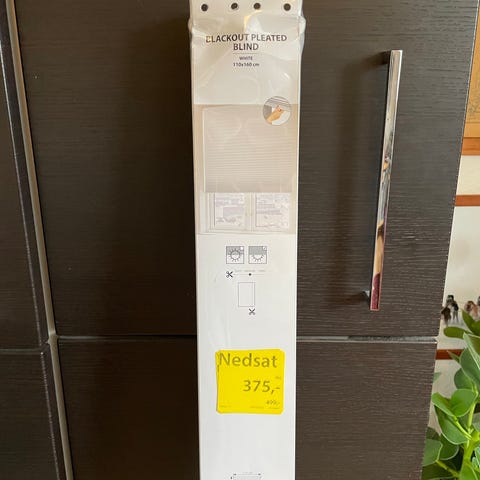 BLACKOUT PLEATED
BLIND
WHITE
110x160 cm
Nedsat
375,-
499,-